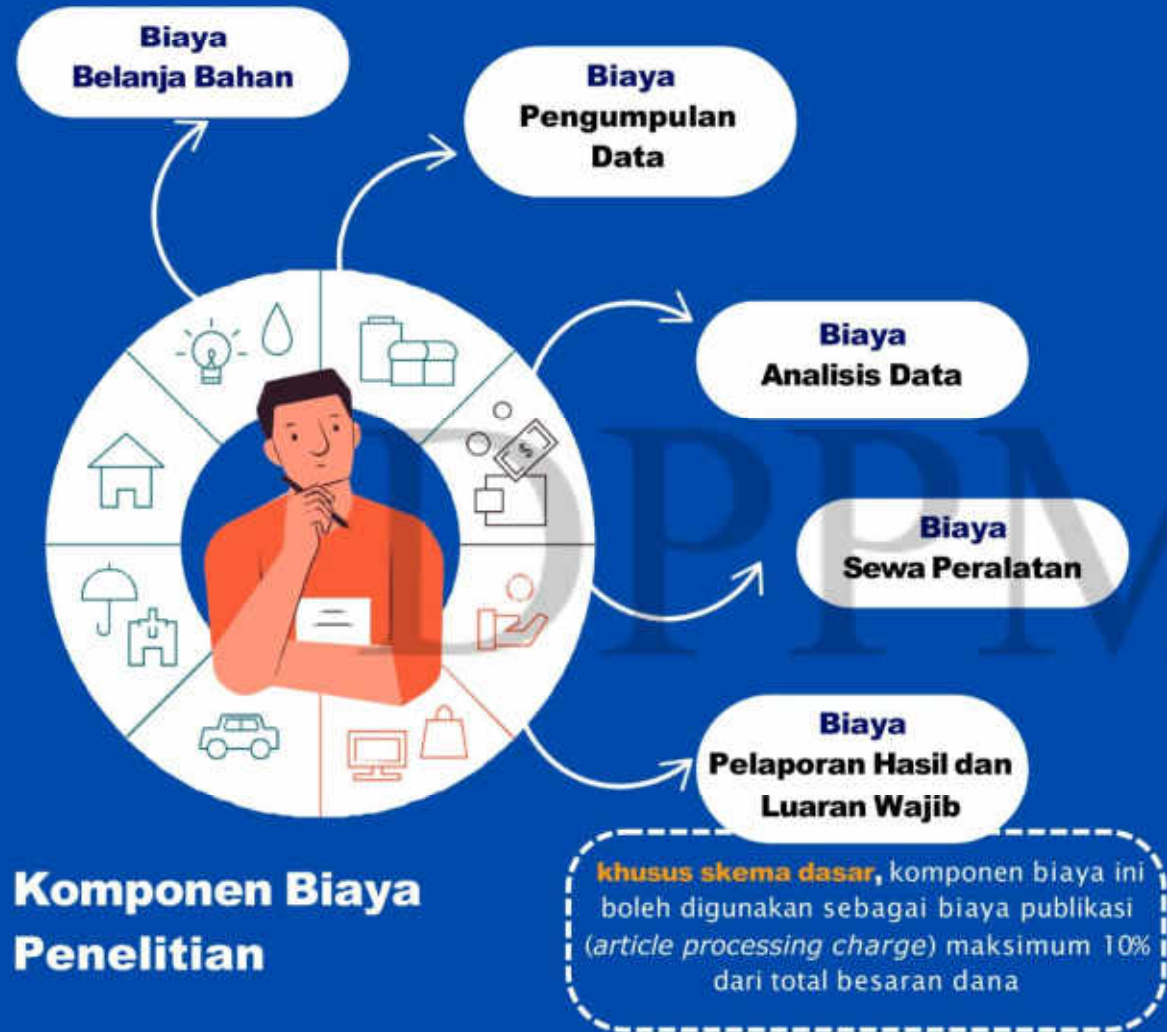 Biaya
Belanja Bahan
Biaya
Pengumpulan
Data
Biaya
Analisis Data
Biaya
Sewa Peralatan
Biaya
Pelaporan Hasil dan
Luaran Wajib
khusus skema dasar, komponen biaya ini
boleh digunakan sebagai biaya publikasi
(article processing charge) maksimum 10%
dari total besaran dana
Komponen Biaya
Penelitian
DPPM
$